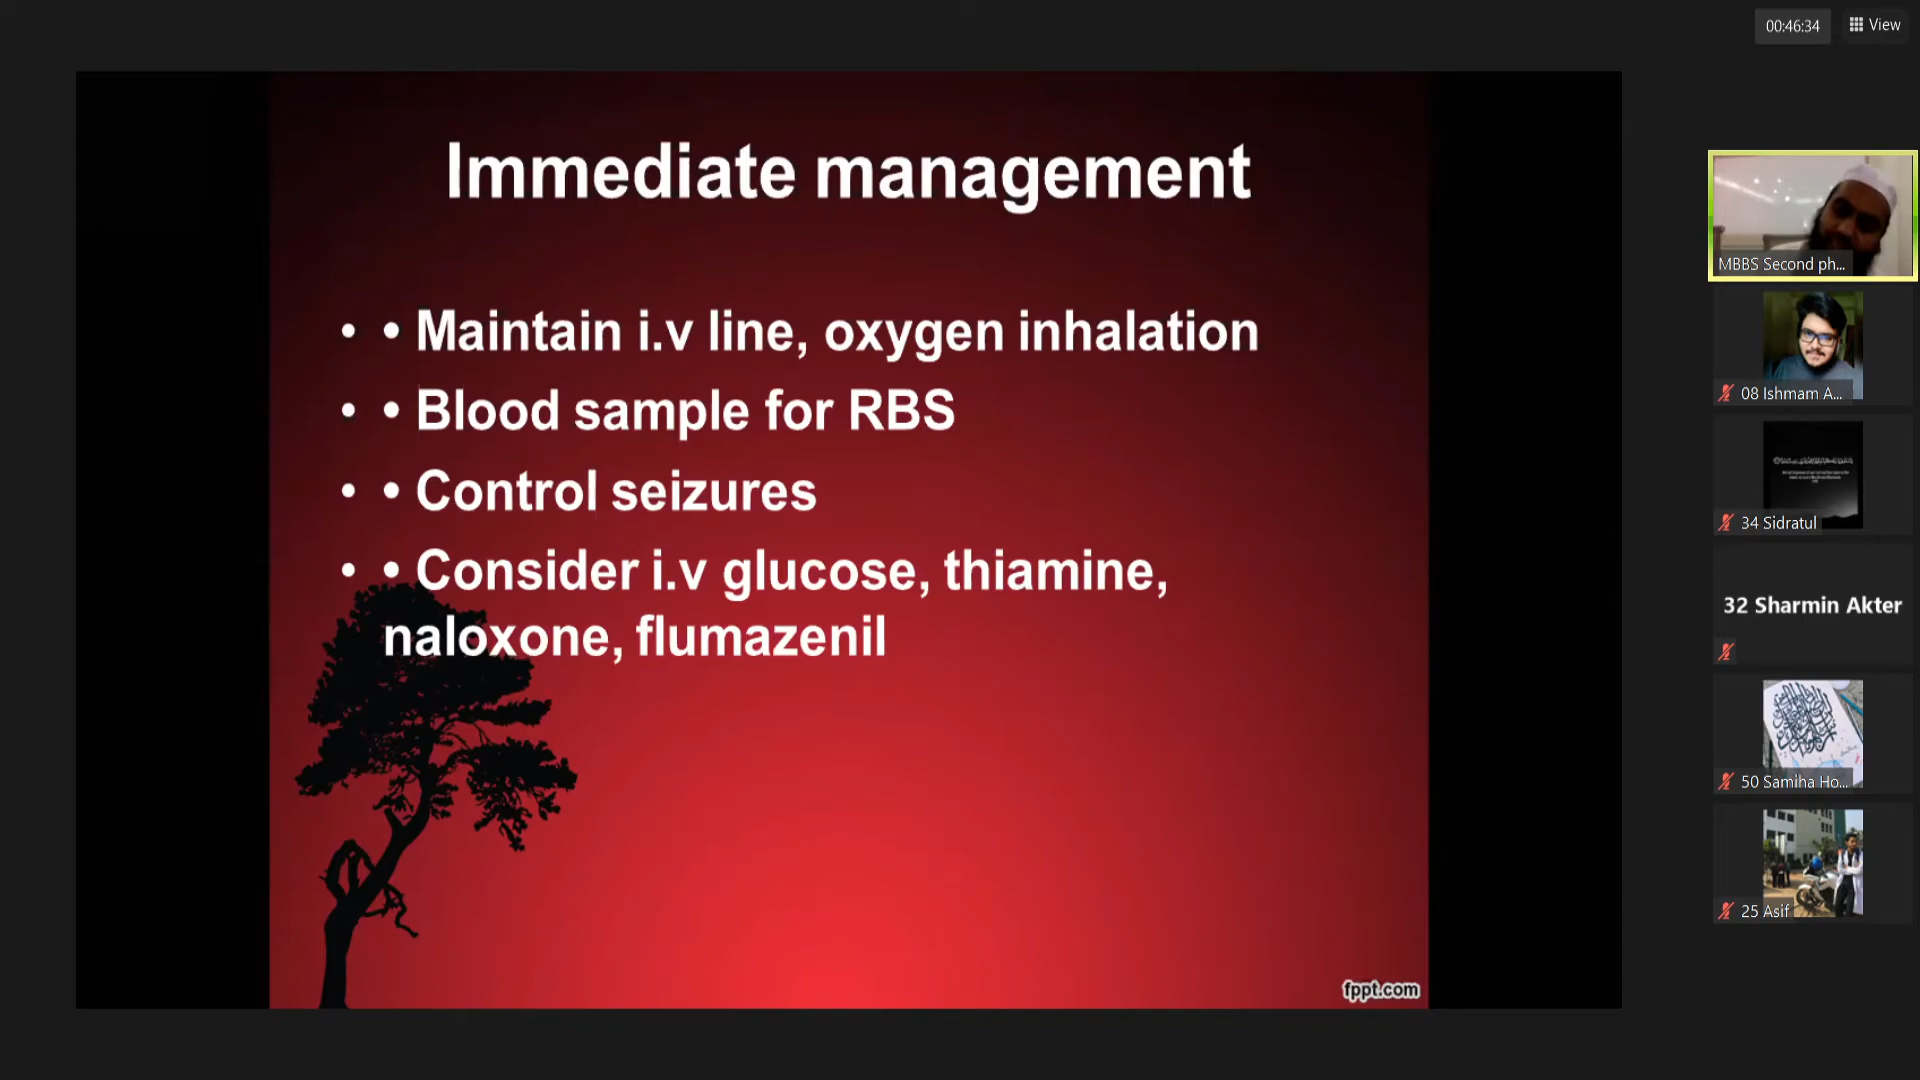 00:46:34
View
Immediate management
• • Maintain i.v line, oxygen inhalation
• • Blood sample for RBS
• • Control seizures
• • Consider i.v glucose, thiamine,
naloxone, flumazenil
fppt.com
MBBS Second ph...
08 Ishmam A...
34 Sidratul
32 Sharmin Akter
50 Samiha Ho...
25 Asif